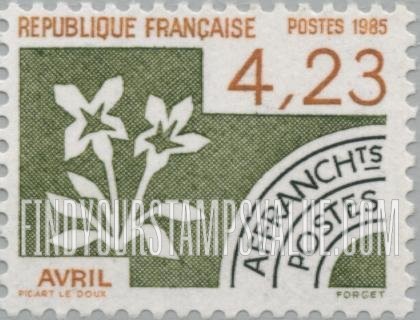 REPUBLIQUE FRANÇAISE POSTES 1985
4,23
AFFRANCHTS
POSTES
FINDYOURSTAMPSVALUE.COM
AVRIL
PICART LE DOUX FORGET